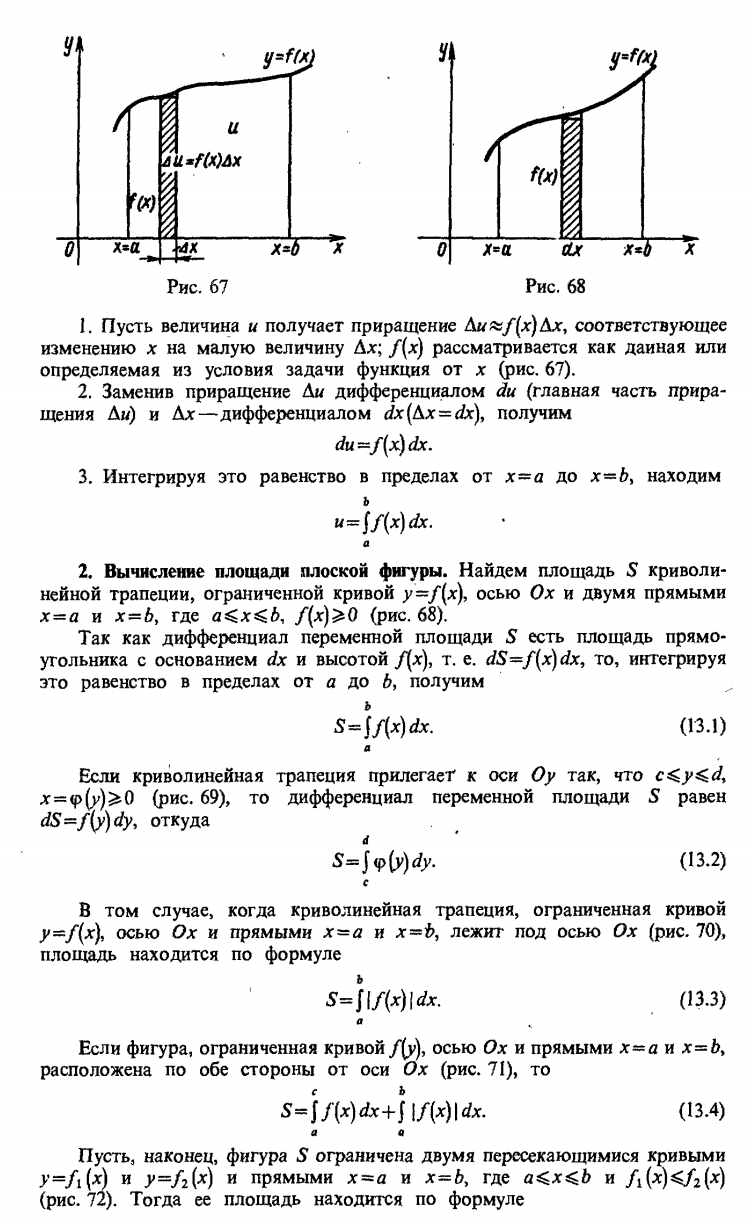 y y=f(x) y y=f(x)
u
Δu=f(x)Δx
f(x) f(x)
0 x=a Δx x=b x 0 x=a dx x=b x
Рис. 67 Рис. 68
1. Пусть величина u получает приращение Δu≈f(x)Δx, соответствующее
изменению x на малую величину Δx; f(x) рассматривается как данная или
определяемая из условия задачи функция от x (рис. 67).
2. Заменив приращение Δu дифференциалом du (главная часть прира-
щения Δu) и Δx—дифференциалом dx(Δx=dx), получим
du=f(x)dx.
3. Интегрируя это равенство в пределах от x=a до x=b, находим
b
u=∫f(x)dx.
a
2. Вычисление площади плоской фигуры. Найдем площадь S криволи-
нейной трапеции, ограниченной кривой y=f(x), осью Ox и двумя прямыми
x=a и x=b, где a⩽x⩽b, f(x)⩾0 (рис. 68).
Так как дифференциал переменной площади S есть площадь прямо-
угольника с основанием dx и высотой f(x), т. е. dS=f(x)dx, то, интегрируя
это равенство в пределах от a до b, получим
b
S=∫f(x)dx. (13.1)
a
Если криволинейная трапеция прилегает к оси Oy так, что c⩽y⩽d,
x=φ(y)⩾0 (рис. 69), то дифференциал переменной площади S равен
dS=f(y)dy, откуда
d
S=∫φ(y)dy. (13.2)
c
В том случае, когда криволинейная трапеция, ограниченная кривой
y=f(x), осью Ox и прямыми x=a и x=b, лежит под осью Ox (рис. 70),
площадь находится по формуле
b
S=∫|f(x)|dx. (13.3)
a
Если фигура, ограниченная кривой f(y), осью Ox и прямыми x=a и x=b,
расположена по обе стороны от оси Ox (рис. 71), то
c b
S=∫f(x)dx+∫|f(x)|dx. (13.4)
a a
Пусть, наконец, фигура S ограничена двумя пересекающимися кривыми
y=f₁(x) и y=f₂(x) и прямыми x=a и x=b, где a⩽x⩽b и f₁(x)⩽f₂(x)
(рис. 72). Тогда ее площадь находится по формуле